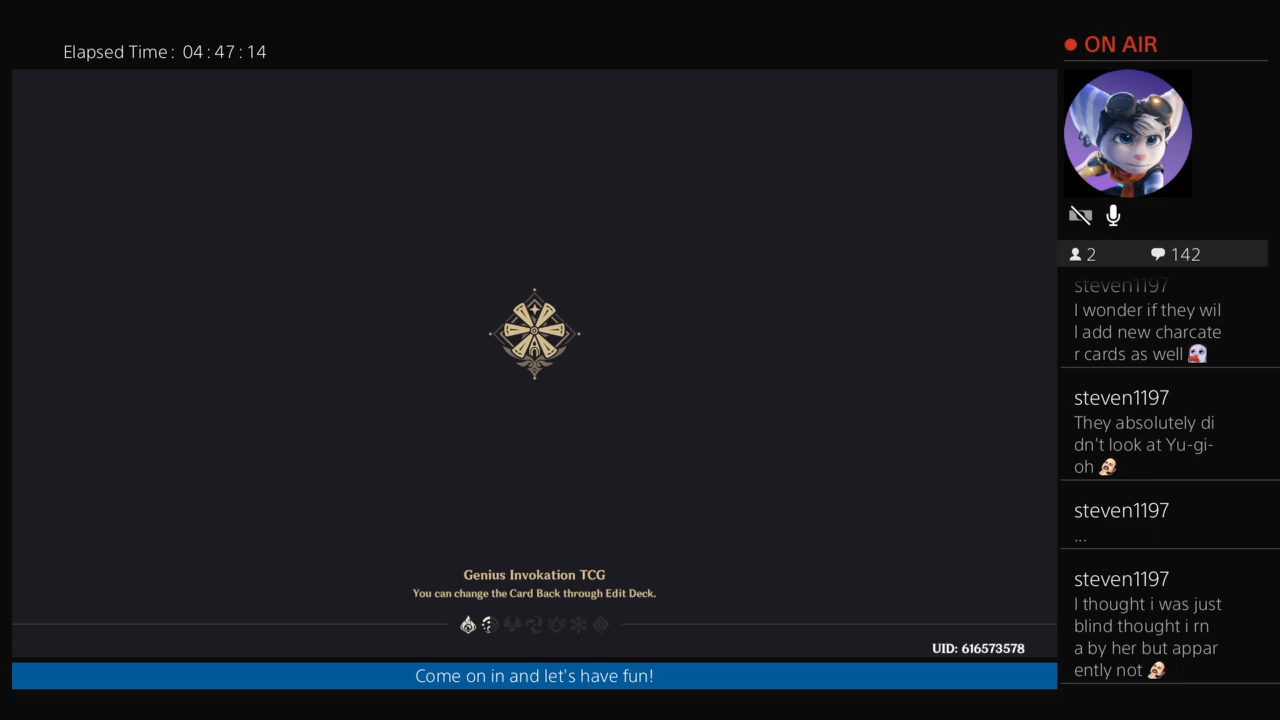 Elapsed Time: 04:47:14
ON AIR
2 142
steven1197
I wonder if they wil
l add new charcate
r cards as well
steven1197
They absolutely di
dn't look at Yu-gi-
oh
steven1197
...
steven1197
I thought i was just
blind thought i rn
a by her but appar
ently not
Genius Invokation TCG
You can change the Card Back through Edit Deck.
UID: 616573578
Come on in and let's have fun!